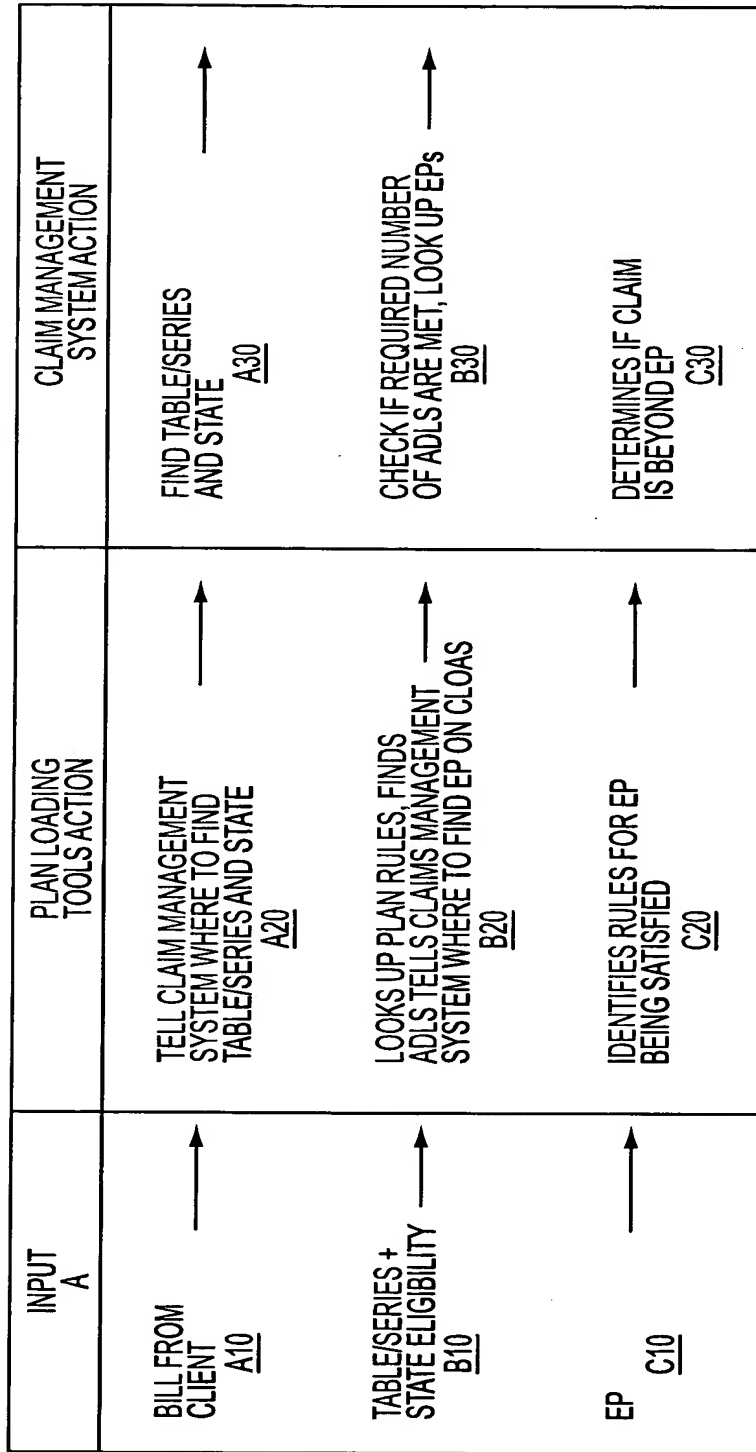 INPUT
A
PLAN LOADING
TOOLS ACTION
CLAIM MANAGEMENT
SYSTEM ACTION
BILL FROM
CLIENT
A10
TELL CLAIM MANAGEMENT
SYSTEM WHERE TO FIND
TABLE/SERIES AND STATE
A20
FIND TABLE/SERIES
AND STATE
A30
TABLE/SERIES +
STATE ELIGIBILITY
B10
LOOKS UP PLAN RULES, FINDS
ADLS TELLS CLAIMS MANAGEMENT
SYSTEM WHERE TO FIND EP ON CLOAS
B20
CHECK IF REQUIRED NUMBER
OF ADLS ARE MET, LOOK UP EPs
B30
EP
C10
IDENTIFIES RULES FOR EP
BEING SATISFIED
C20
DETERMINES IF CLAIM
IS BEYOND EP
C30